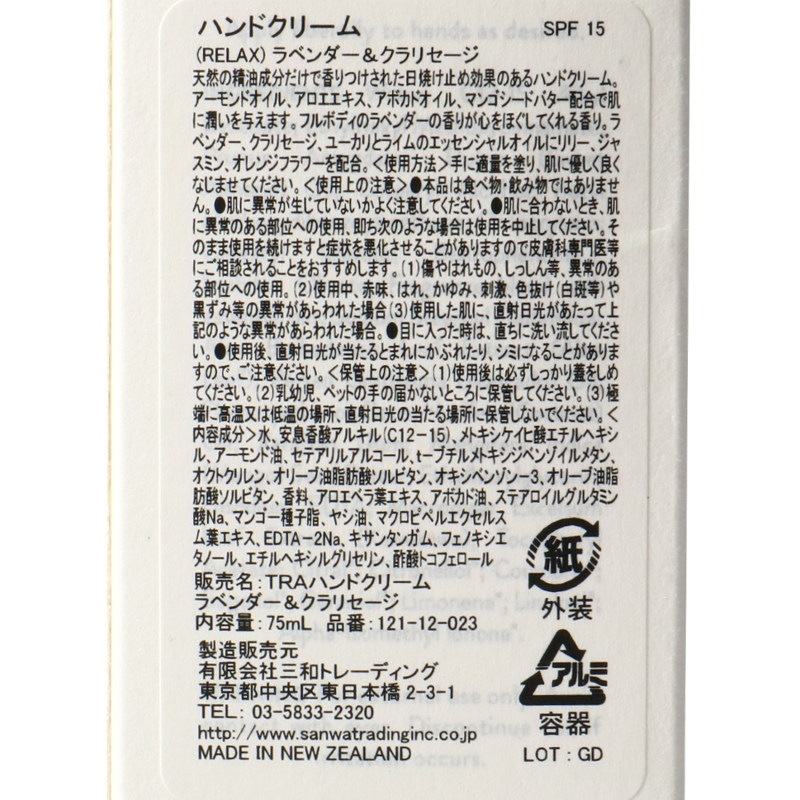 ハンドクリーム SPF 15
(RELAX) ラベンダー＆クラリセージ
天然の精油成分だけで香りつけされた日焼け止め効果のあるハンドクリーム。
アーモンドオイル、アロエエキス、アボカドオイル、マンゴシードバター配合で肌
に潤いを与えます。フルボディのラベンダーの香りが心をほぐしてくれる香り。ラ
ベンダー、クラリセージ、ユーカリとライムのエッセンシャルオイルにリリー、ジャ
スミン、オレンジフラワーを配合。＜使用方法＞手に適量を塗り、肌に優しく良く
なじませてください。＜使用上の注意＞●本品は食べ物・飲み物ではありませ
ん。●肌に異常が生じていないかよく注意してください。●肌に合わないとき、肌
に異常のある部位への使用、即ち次のような場合は使用を中止してください。そ
のまま使用を続けますと症状を悪化させることがありますので皮膚科専門医等
にご相談されることをおすすめします。(1)傷やはれもの、しっしん等、異常のあ
る部位への使用。(2)使用中、赤味、はれ、かゆみ、刺激、色抜け(白斑等)や
黒ずみ等の異常があらわれた場合(3)使用した肌に、直射日光があたって上
記のような異常があらわれた場合。●目に入った時は、直ちに洗い流してくだ
さい。●使用後、直射日光が当たるとまれにかぶれたり、シミになることがありま
すので、ご注意ください。＜保管上の注意＞(1)使用後は必ずしっかり蓋をしめ
てください。(2)乳幼児、ペットの手の届かないところに保管してください。(3)極
端に高温又は低温の場所、直射日光の当たる場所に保管しないでください。＜
内容成分＞水、安息香酸アルキル(C12-15)、メトキシケイヒ酸エチルヘキシ
ル、アーモンド油、セテアリルアルコール、t-ブチルメトキシジベンゾイルメタン、
オクトクリレン、オリーブ油脂肪酸ソルビタン、オキシベンゾン-3、オリーブ油脂
肪酸ソルビタン、香料、アロエベラ葉エキス、アボカド油、ステアロイルグルタミン
酸Na、マンゴー種子脂、ヤシ油、マクロピペルエクセルス
ム葉エキス、EDTA-2Na、キサンタンガム、フェノキシエ
タノール、エチルヘキシルグリセリン、酢酸トコフェロール
販売名：TRAハンドクリーム
ラベンダー＆クラリセージ
内容量：75mL 品番：121-12-023
製造販売元
有限会社三和トレーディング
東京都中央区東日本橋 2-3-1
TEL: 03-5833-2320
http://www.sanwatradinginc.co.jp
MADE IN NEW ZEALAND
紙
外装
アルミ
容器
LOT : GD